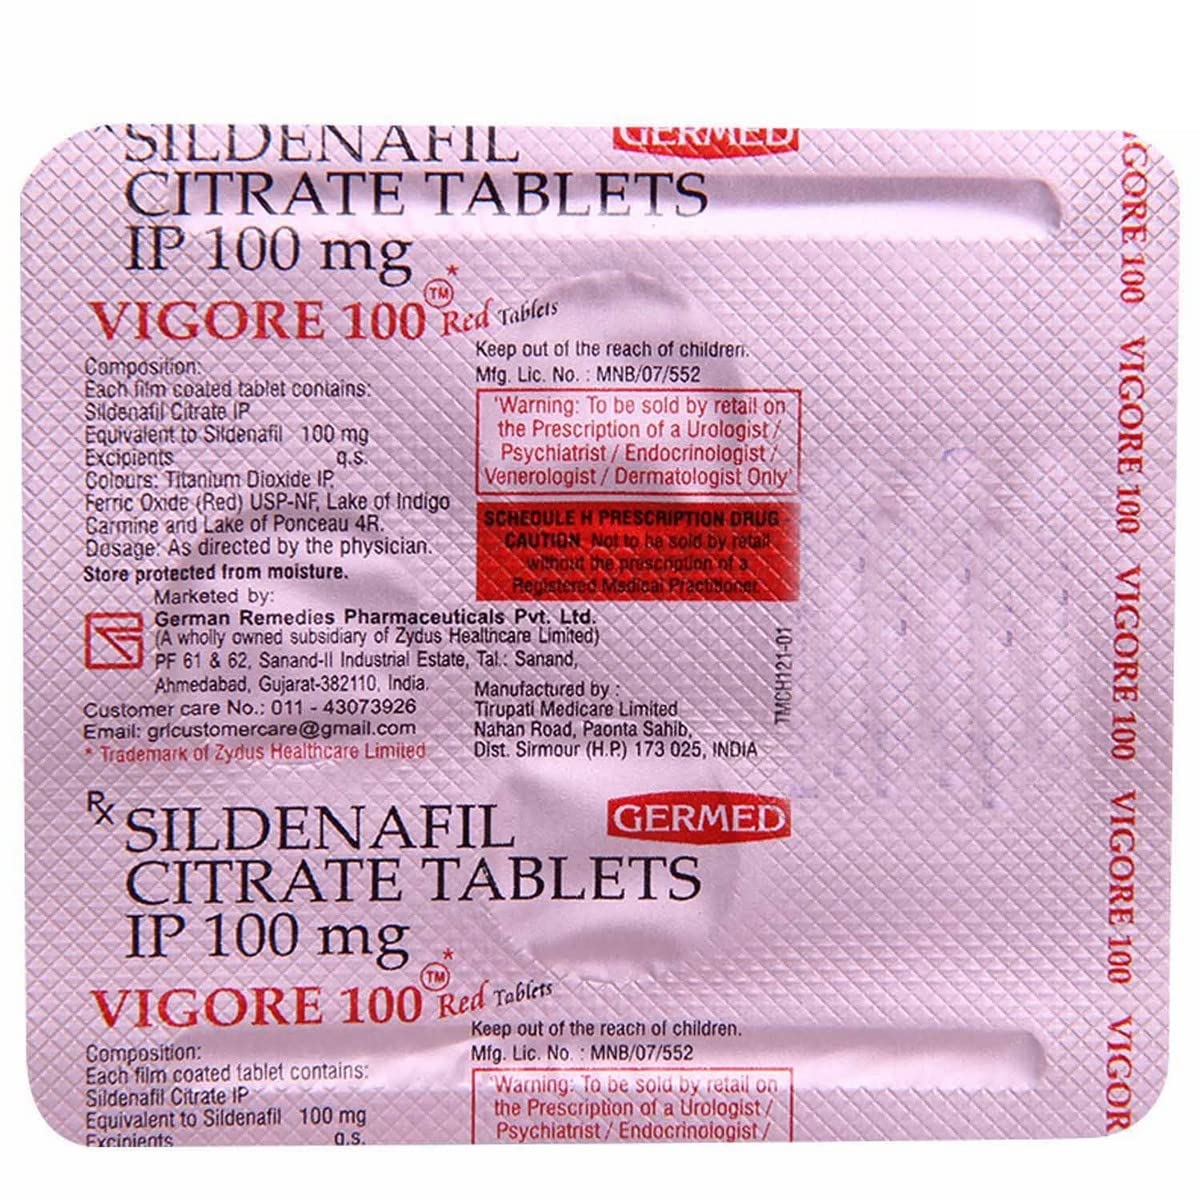 SILDENAFIL
GERMED
CITRATE TABLETS
IP 100 mg
VIGORE 100™* Red Tablets
Composition:
Each film coated tablet contains:
Sildenafil Citrate IP
Equivalent to Sildenafil 100 mg
Excipients q.s.
Colours: Titanium Dioxide IP,
Ferric Oxide (Red) USP-NF, Lake of Indigo
Carmine and Lake of Ponceau 4R.
Dosage: As directed by the physician.
Store protected from moisture.
Marketed by:
German Remedies Pharmaceuticals Pvt. Ltd.
(A wholly owned subsidiary of Zydus Healthcare Limited)
PF 61 & 62, Sanand-II Industrial Estate, Tal.: Sanand,
Ahmedabad, Gujarat-382110, India.
Customer care No.: 011 - 43073926
Email: grlcustomercare@gmail.com
* Trademark of Zydus Healthcare Limited
Keep out of the reach of children.
Mfg. Lic. No. : MNB/07/552
'Warning: To be sold by retail on
the Prescription of a Urologist /
Psychiatrist / Endocrinologist /
Venerologist / Dermatologist Only'
SCHEDULE H PRESCRIPTION DRUG -
CAUTION Not to be sold by retail
without the prescription of a
Registered Medical Practitioner
Manufactured by :
Tirupati Medicare Limited
Nahan Road, Paonta Sahib,
Dist. Sirmour (H.P.) 173 025, INDIA
TMCH121-01
Rx SILDENAFIL
GERMED
CITRATE TABLETS
IP 100 mg
VIGORE 100™* Red Tablets
Composition:
Each film coated tablet contains:
Sildenafil Citrate IP
Equivalent to Sildenafil 100 mg
Excipients q.s.
Keep out of the reach of children.
Mfg. Lic. No. : MNB/07/552
'Warning: To be sold by retail on
the Prescription of a Urologist /
Psychiatrist / Endocrinologist /
GORE 100 VIGORE 100 VIGORE 100 VIGORE 100 VIGOR